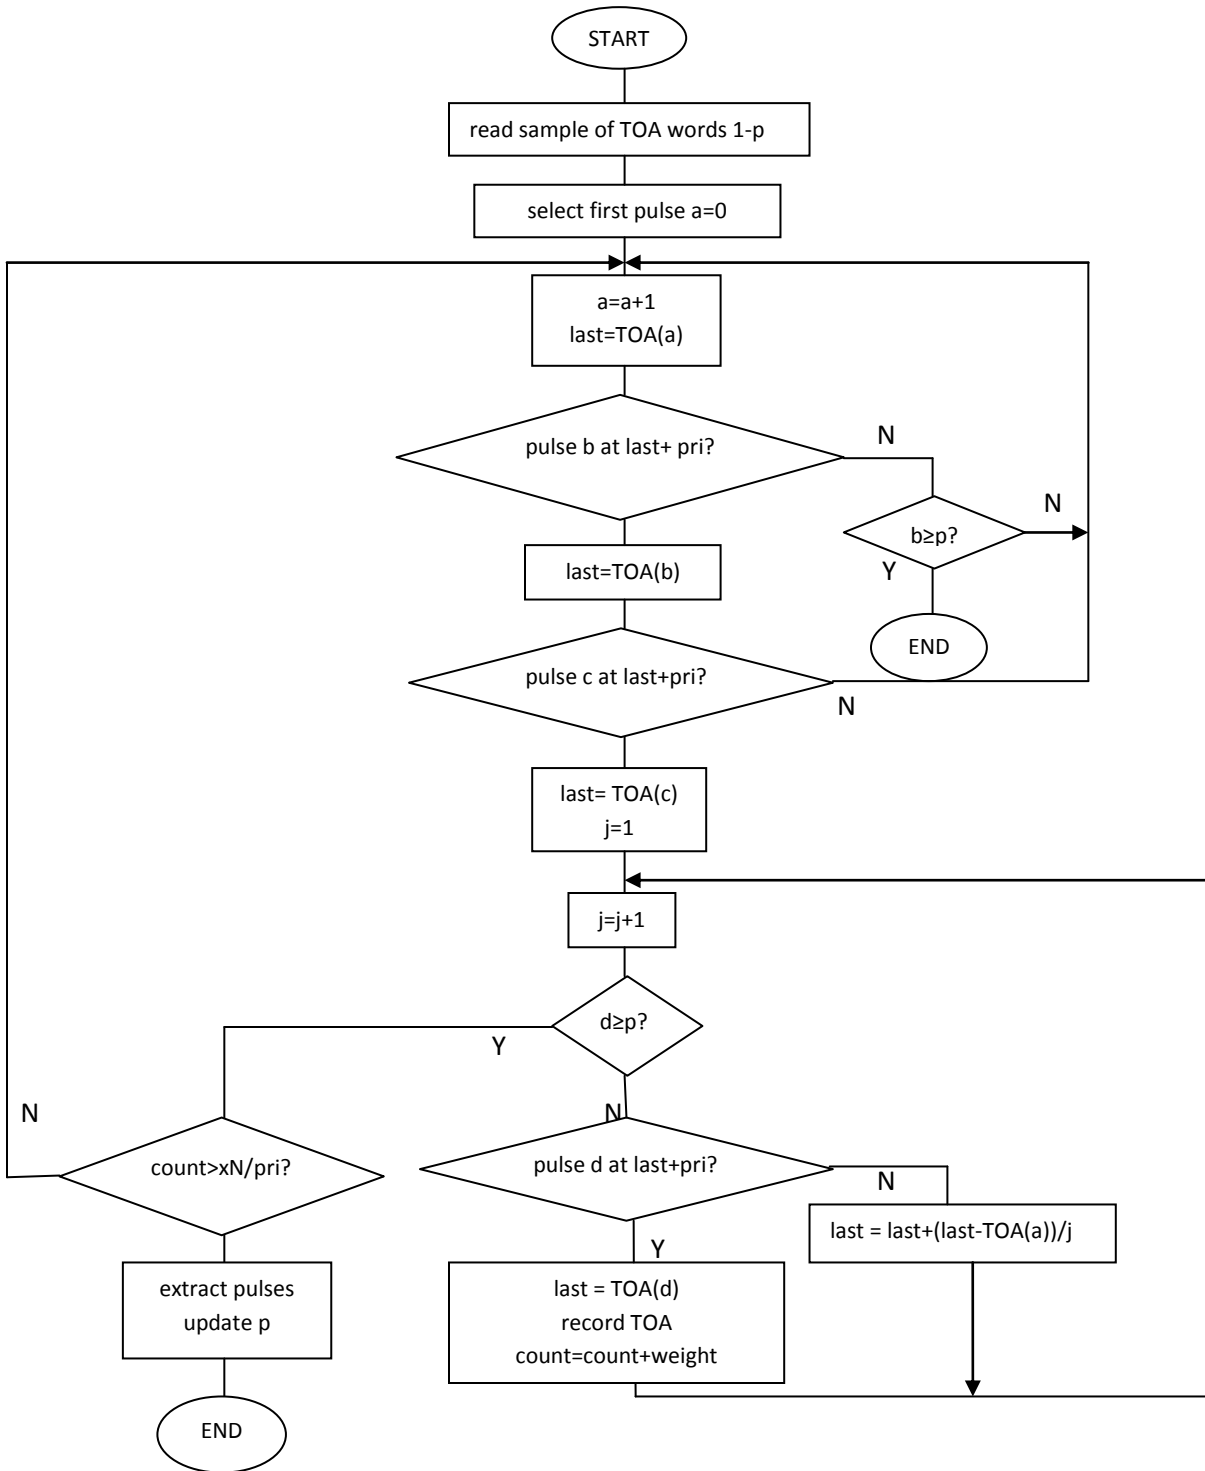 START
read sample of TOA words 1-p
select first pulse a=0
a=a+1
last=TOA(a)
pulse b at last+ pri?
N
b≥p?
N
Y
END
last=TOA(b)
pulse c at last+pri?
N
last= TOA(c)
j=1
j=j+1
d≥p?
Y
N
N
count>xN/pri?
pulse d at last+pri?
N
last = last+(last-TOA(a))/j
Y
extract pulses
update p
last = TOA(d)
record TOA
count=count+weight
END